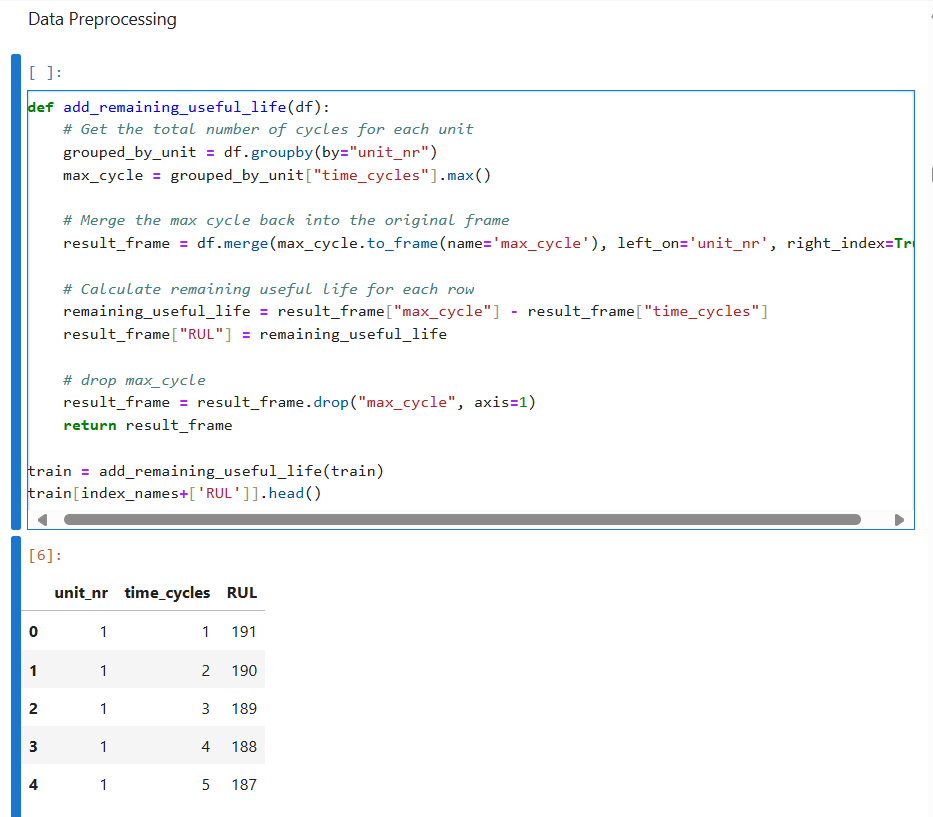 Data Preprocessing
[ ]:
def add_remaining_useful_life(df):
    # Get the total number of cycles for each unit
    grouped_by_unit = df.groupby(by="unit_nr")
    max_cycle = grouped_by_unit["time_cycles"].max()
    # Merge the max cycle back into the original frame
    result_frame = df.merge(max_cycle.to_frame(name='max_cycle'), left_on='unit_nr', right_index=Tr
    # Calculate remaining useful life for each row
    remaining_useful_life = result_frame["max_cycle"] - result_frame["time_cycles"]
    result_frame["RUL"] = remaining_useful_life
    # drop max_cycle
    result_frame = result_frame.drop("max_cycle", axis=1)
    return result_frame
train = add_remaining_useful_life(train)
train[index_names+['RUL']].head()
[6]:
unit_nr time_cycles RUL
0 1 1 191
1 1 2 190
2 1 3 189
3 1 4 188
4 1 5 187